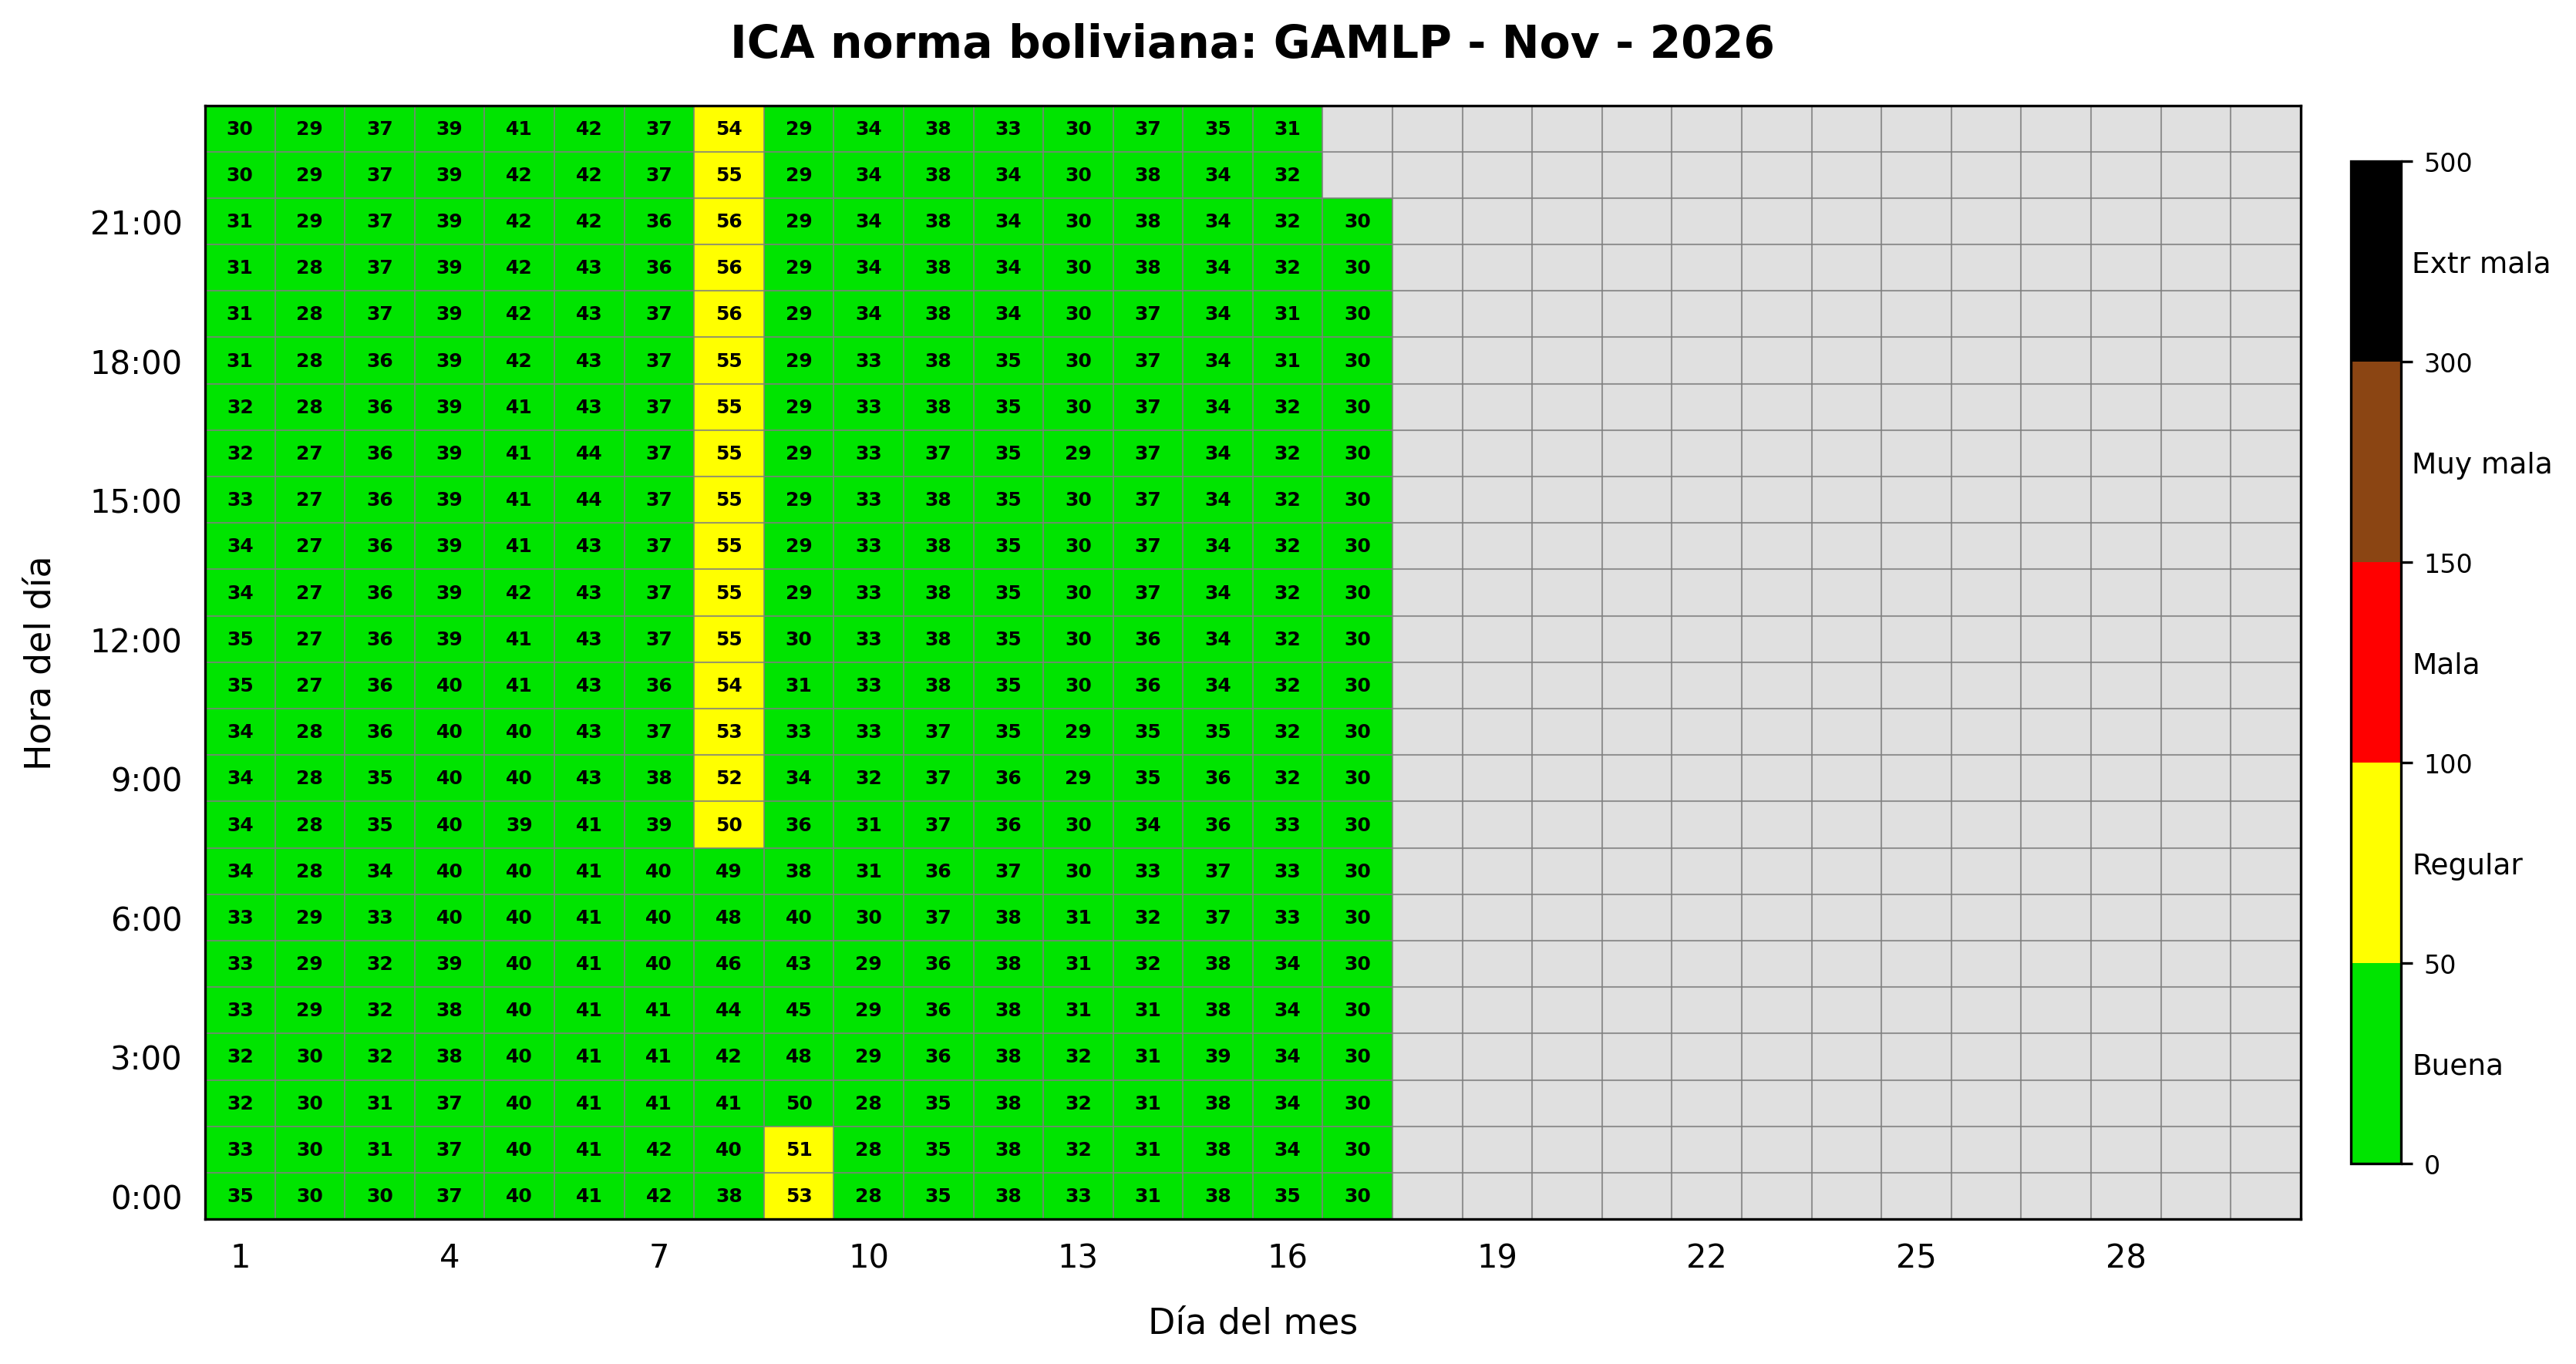 ICA norma boliviana: GAMLP - Nov - 2026
30 29 37 39 41 42 37 54 29 34 38 33 30 37 35 31
30 29 37 39 42 42 37 55 29 34 38 34 30 38 34 32
21:00 31 29 37 39 42 42 36 56 29 34 38 34 30 38 34 32 30
31 28 37 39 42 43 36 56 29 34 38 34 30 38 34 32 30
31 28 37 39 42 43 37 56 29 34 38 34 30 37 34 31 30
18:00 31 28 36 39 42 43 37 55 29 33 38 35 30 37 34 31 30
32 28 36 39 41 43 37 55 29 33 38 35 30 37 34 32 30
32 27 36 39 41 44 37 55 29 33 37 35 29 37 34 32 30
15:00 33 27 36 39 41 44 37 55 29 33 38 35 30 37 34 32 30
34 27 36 39 41 43 37 55 29 33 38 35 30 37 34 32 30
34 27 36 39 42 43 37 55 29 33 38 35 30 37 34 32 30
12:00 35 27 36 39 41 43 37 55 30 33 38 35 30 36 34 32 30
35 27 36 40 41 43 36 54 31 33 38 35 30 36 34 32 30
34 28 36 40 40 43 37 53 33 33 37 35 29 35 35 32 30
9:00 34 28 35 40 40 43 38 52 34 32 37 36 29 35 36 32 30
34 28 35 40 39 41 39 50 36 31 37 36 30 34 36 33 30
34 28 34 40 40 41 40 49 38 31 36 37 30 33 37 33 30
6:00 33 29 33 40 40 41 40 48 40 30 37 38 31 32 37 33 30
33 29 32 39 40 41 40 46 43 29 36 38 31 32 38 34 30
33 29 32 38 40 41 41 44 45 29 36 38 31 31 38 34 30
3:00 32 30 32 38 40 41 41 42 48 29 36 38 32 31 39 34 30
32 30 31 37 40 41 41 41 50 28 35 38 32 31 38 34 30
33 30 31 37 40 41 42 40 51 28 35 38 32 31 38 34 30
0:00 35 30 30 37 40 41 42 38 53 28 35 38 33 31 38 35 30
1 4 7 10 13 16 19 22 25 28
Día del mes
Hora del día
500
Extr mala
300
Muy mala
150
Mala
100
Regular
50
Buena
0